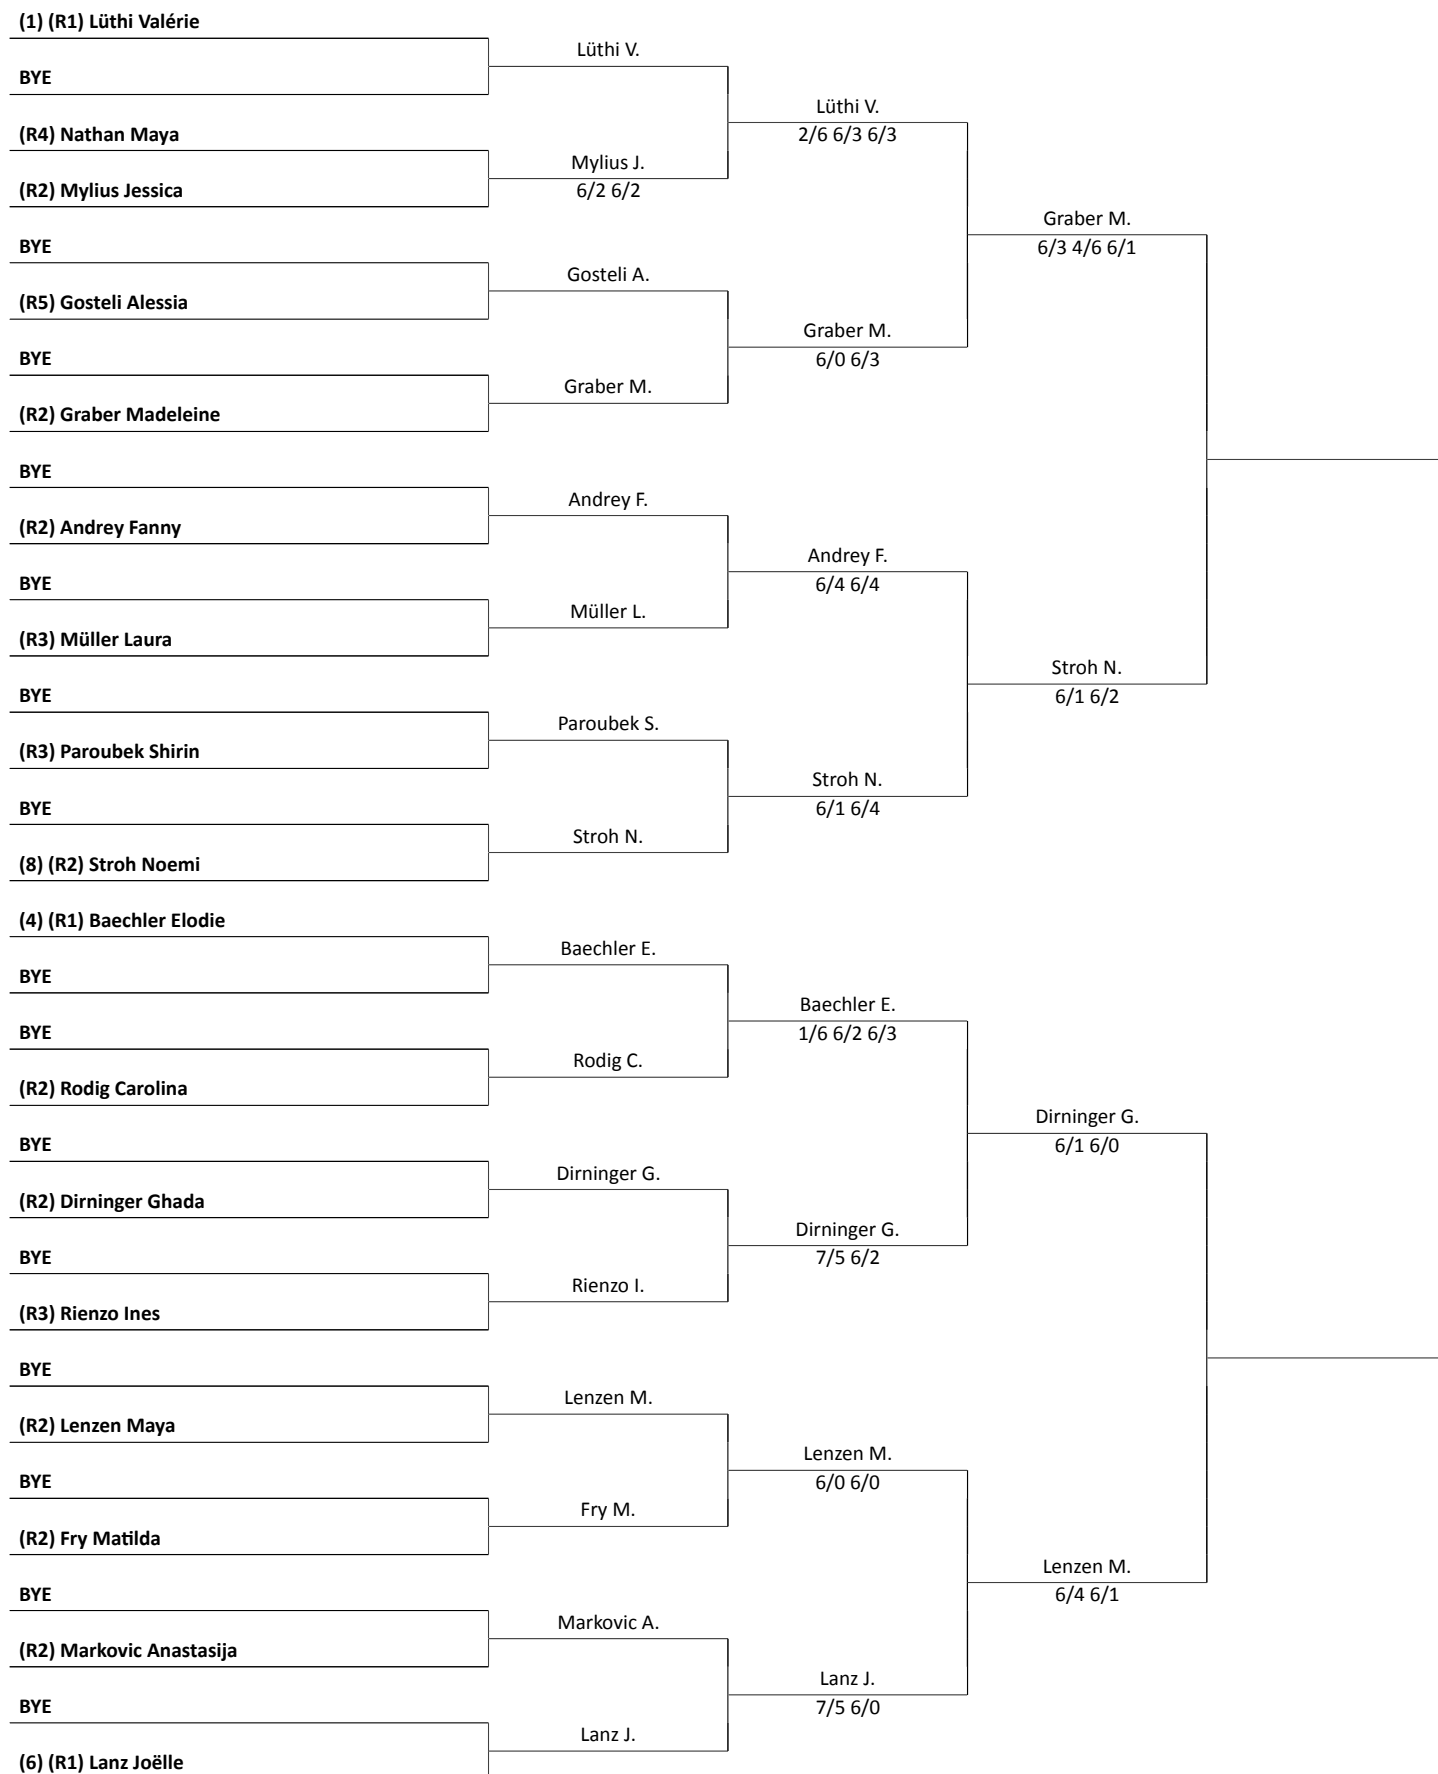 (1) (R1) Lüthi Valérie
BYE
(R4) Nathan Maya
(R2) Mylius Jessica
BYE
(R5) Gosteli Alessia
BYE
(R2) Graber Madeleine
BYE
(R2) Andrey Fanny
BYE
(R3) Müller Laura
BYE
(R3) Paroubek Shirin
BYE
(8) (R2) Stroh Noemi
(4) (R1) Baechler Elodie
BYE
BYE
(R2) Rodig Carolina
BYE
(R2) Dirninger Ghada
BYE
(R3) Rienzo Ines
BYE
(R2) Lenzen Maya
BYE
(R2) Fry Matilda
BYE
(R2) Markovic Anastasija
BYE
(6) (R1) Lanz Joëlle
Lüthi V.
Mylius J.
6/2 6/2
Gosteli A.
Graber M.
Andrey F.
Müller L.
Paroubek S.
Stroh N.
Baechler E.
Rodig C.
Dirninger G.
Rienzo I.
Lenzen M.
Fry M.
Markovic A.
Lanz J.
Lüthi V.
2/6 6/3 6/3
Graber M.
6/0 6/3
Andrey F.
6/4 6/4
Stroh N.
6/1 6/4
Baechler E.
1/6 6/2 6/3
Dirninger G.
7/5 6/2
Lenzen M.
6/0 6/0
Lanz J.
7/5 6/0
Graber M.
6/3 4/6 6/1
Stroh N.
6/1 6/2
Dirninger G.
6/1 6/0
Lenzen M.
6/4 6/1